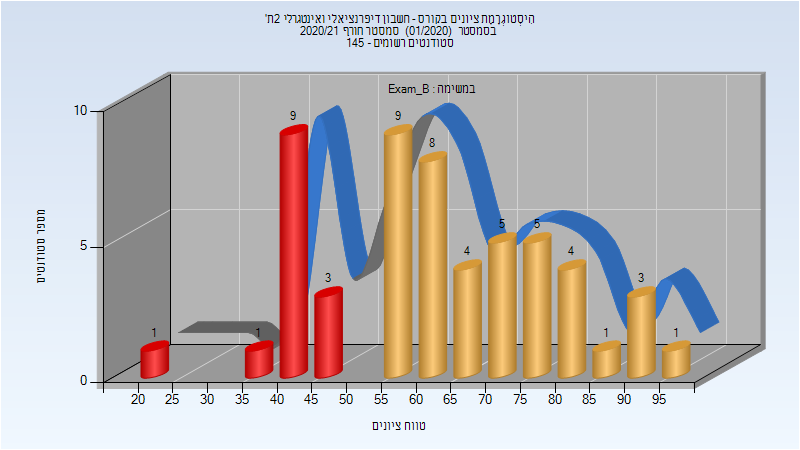 היסטוגרמת ציונים בקורס - חשבון דיפרנציאלי ואינטגרלי 2ת'
בסמסטר (01/2020) סמסטר חורף 2020/21
סטודנטים רשומים - 145
במשימה : Exam_B
מספר סטודנטים
10
5
0
1
1
9
3
9
8
4
5
5
4
1
3
1
20 25 30 35 40 45 50 55 60 65 70 75 80 85 90 95
טווח ציונים